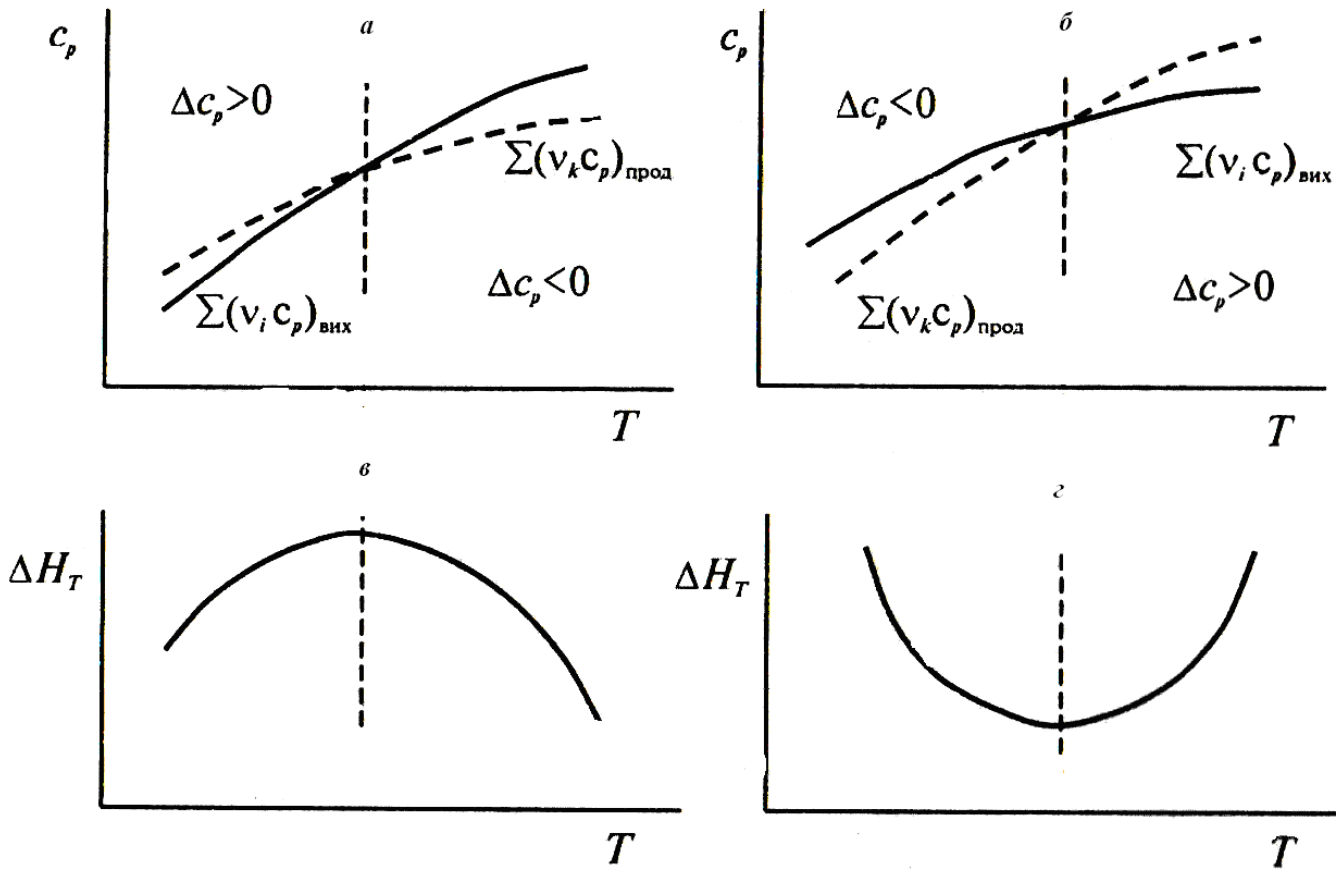 а
c_p
Δc_p>0
Σ(ν_k c_p)_прод
Δc_p<0
Σ(ν_i c_p)_вих
T
б
c_p
Δc_p<0
Σ(ν_i c_p)_вих
Δc_p>0
Σ(ν_k c_p)_прод
T
в
ΔH_T
T
г
ΔH_T
T